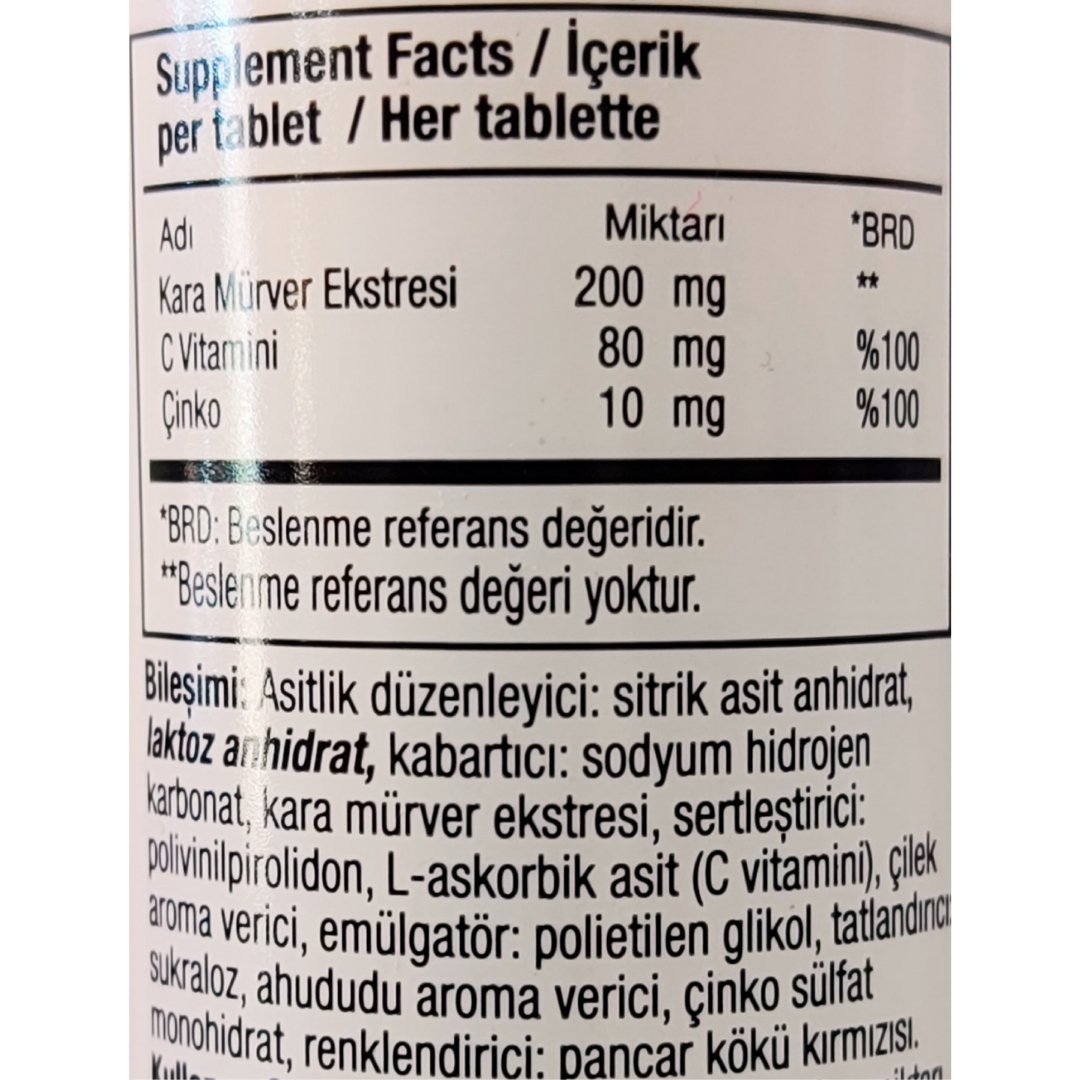 Supplement Facts / İçerik
per tablet / Her tablette
Adı Miktarı *BRD
Kara Mürver Ekstresi 200 mg **
C Vitamini 80 mg %100
Çinko 10 mg %100
*BRD: Beslenme referans değeridir.
**Beslenme referans değeri yoktur.
Bileşimi: Asitlik düzenleyici: sitrik asit anhidrat,
laktoz anhidrat, kabartıcı: sodyum hidrojen
karbonat, kara mürver ekstresi, sertleştirici:
polivinilpirolidon, L-askorbik asit (C vitamini), çilek
aroma verici, emülgatör: polietilen glikol, tatlandırıcı:
sukraloz, ahududu aroma verici, çinko sülfat
monohidrat, renklendirici: pancar kökü kırmızısı.